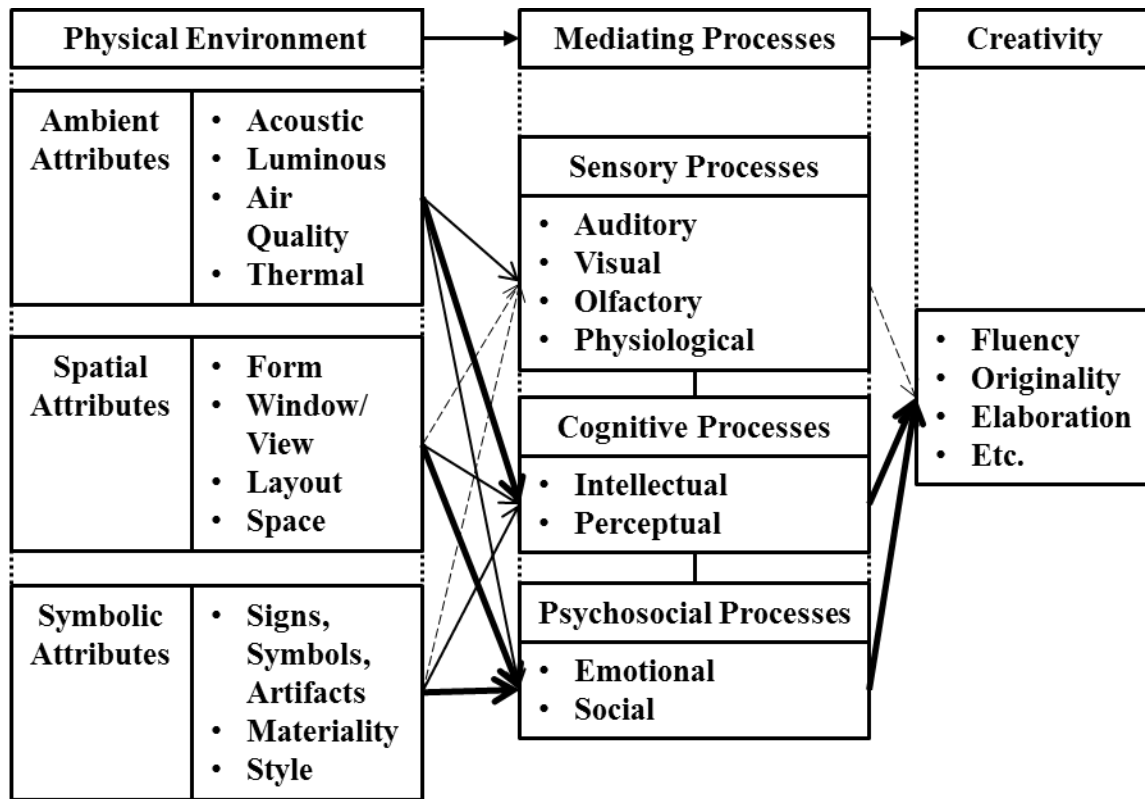 Physical Environment
Mediating Processes
Creativity
Ambient
Attributes
• Acoustic
• Luminous
• Air
Quality
• Thermal
Spatial
Attributes
• Form
• Window/
View
• Layout
• Space
Symbolic
Attributes
• Signs,
Symbols,
Artifacts
• Materiality
• Style
Sensory Processes
• Auditory
• Visual
• Olfactory
• Physiological
Cognitive Processes
• Intellectual
• Perceptual
Psychosocial Processes
• Emotional
• Social
• Fluency
• Originality
• Elaboration
• Etc.